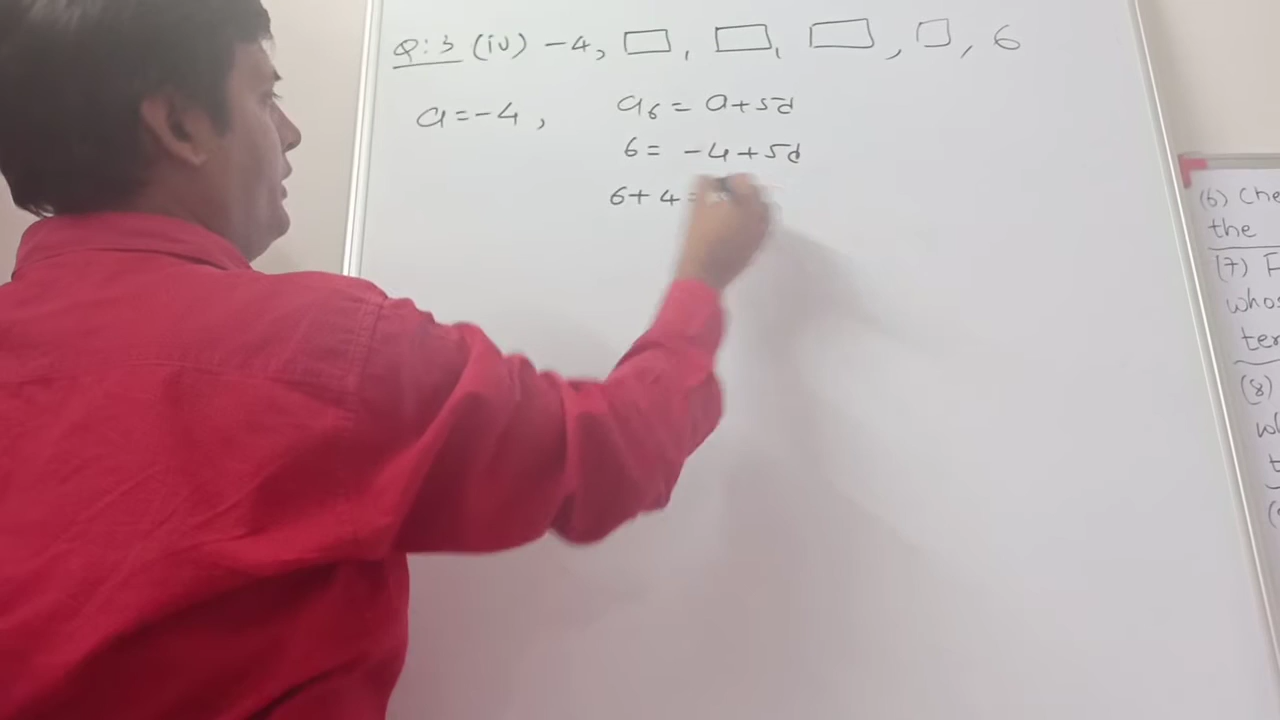 Q:3 (iv) -4, □, □, □, □, 6
a = -4,
a₆ = a+5d
6 = -4+5d
6+4 =
(6) Che
the
(7) F
whos
ter
(8)